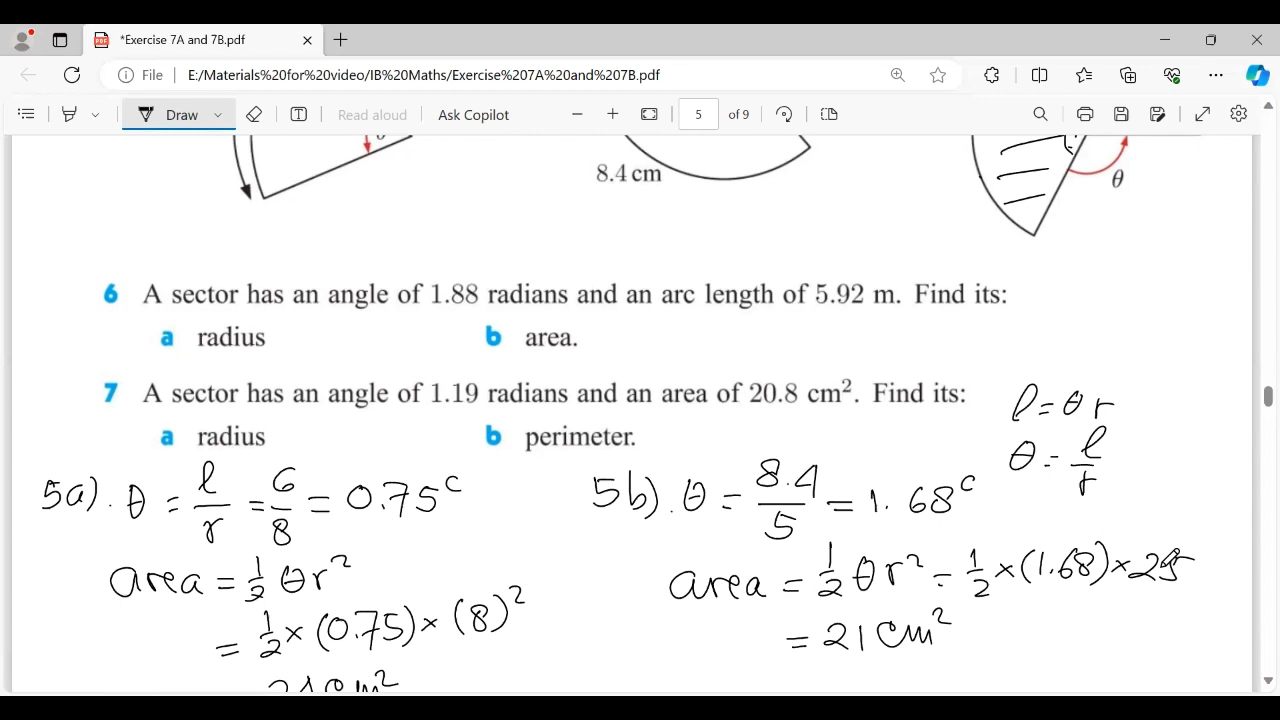 *Exercise 7A and 7B.pdf
File E:/Materials%20for%20video/IB%20Maths/Exercise%207A%20and%207B.pdf
Draw Read aloud Ask Copilot 5 of 9
8.4 cm
θ
6 A sector has an angle of 1.88 radians and an arc length of 5.92 m. Find its:
a radius b area.
7 A sector has an angle of 1.19 radians and an area of 20.8 cm². Find its:
a radius b perimeter.
l = θ r
θ = l/r
5a). θ = l/r = 6/8 = 0.75ᶜ
area = 1/2 θr²
= 1/2 × (0.75) × (8)²
5b). θ = 8.4/5 = 1.68ᶜ
area = 1/2 θ r² = 1/2 × (1.68) × 25
= 21 cm²